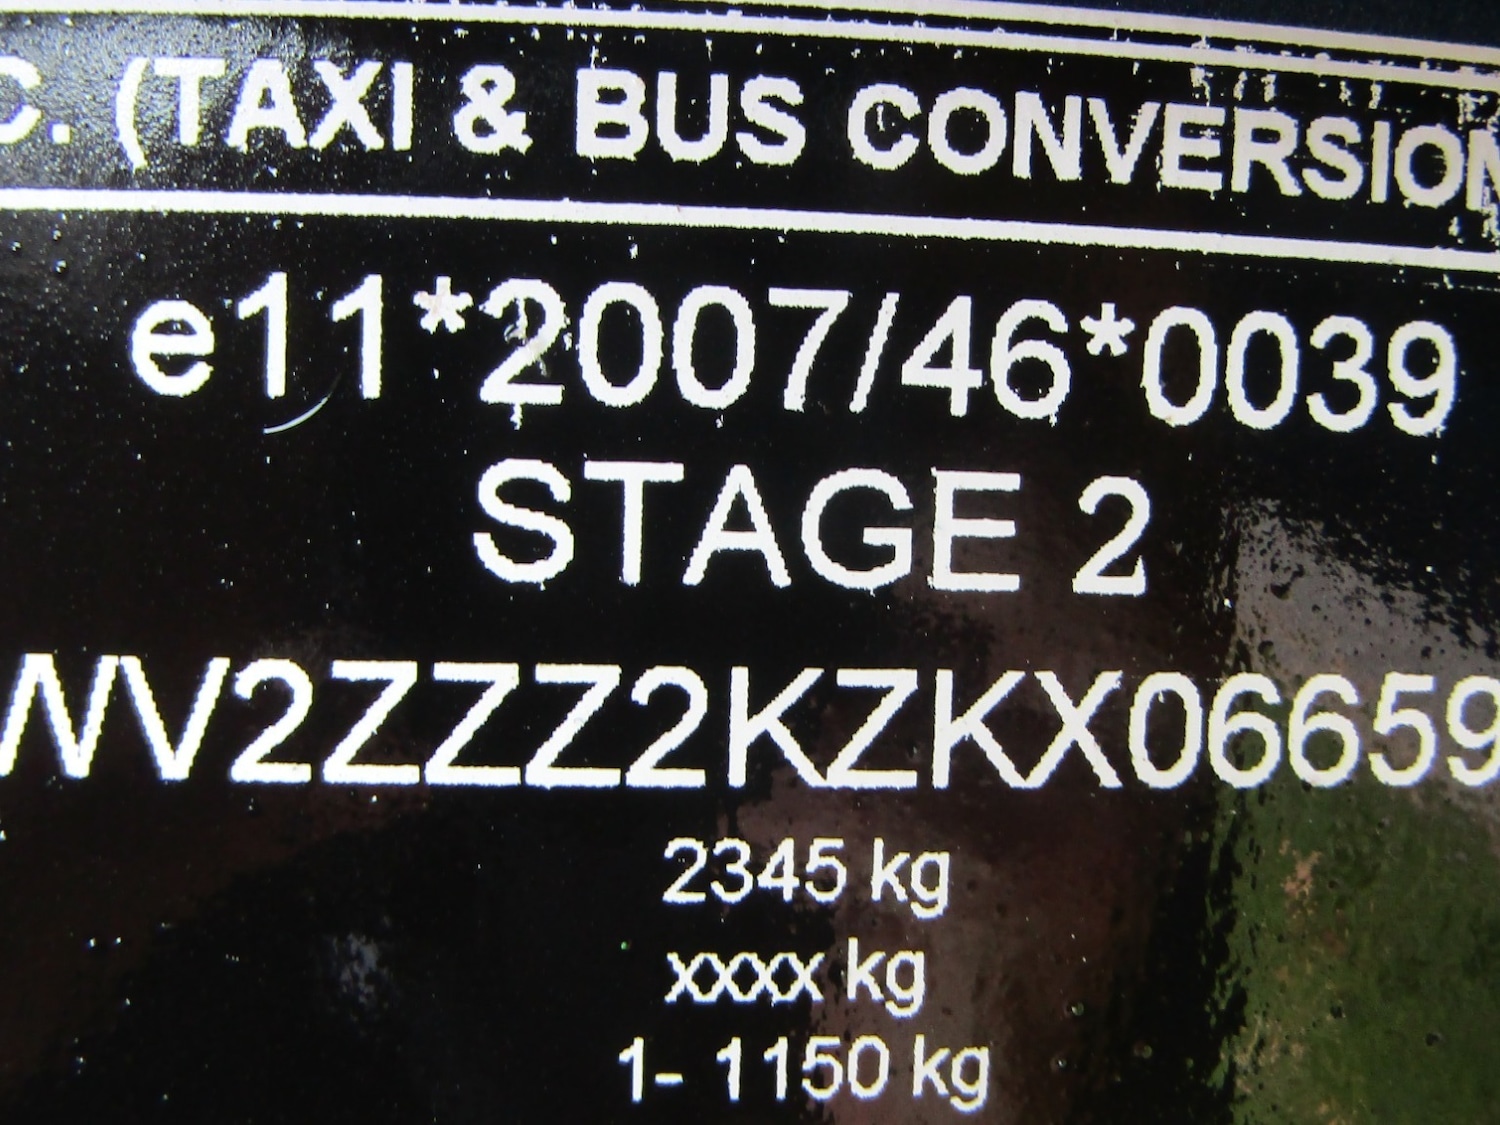 C. (TAXI & BUS CONVERSION
e11*2007/46*0039
STAGE 2
WV2ZZZ2KZKX06659
2345 kg
xxxx kg
1- 1150 kg